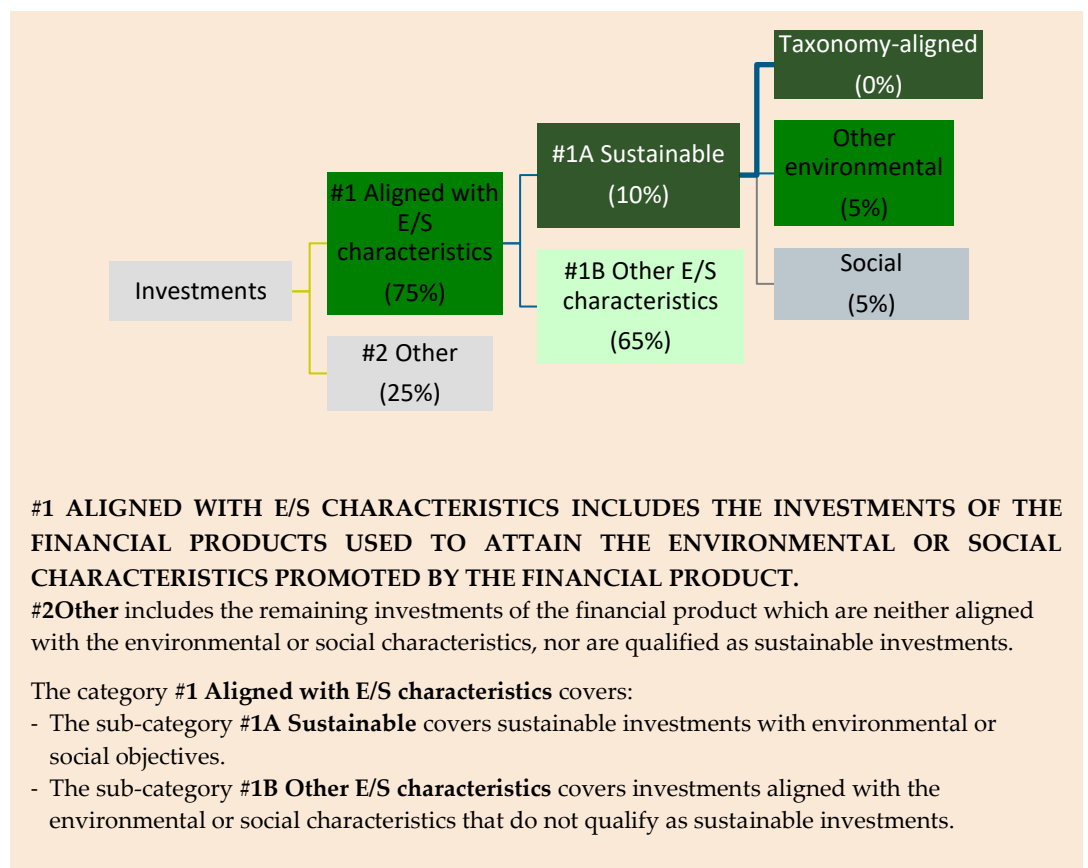 Taxonomy-aligned
(0%)
#1A Sustainable
(10%)
Other
environmental
(5%)
#1 Aligned with
E/S
characteristics
(75%)
#1B Other E/S
characteristics
(65%)
Social
(5%)
Investments
#2 Other
(25%)
#1 ALIGNED WITH E/S CHARACTERISTICS INCLUDES THE INVESTMENTS OF THE
FINANCIAL PRODUCTS USED TO ATTAIN THE ENVIRONMENTAL OR SOCIAL
CHARACTERISTICS PROMOTED BY THE FINANCIAL PRODUCT.
#2Other includes the remaining investments of the financial product which are neither aligned
with the environmental or social characteristics, nor are qualified as sustainable investments.
The category #1 Aligned with E/S characteristics covers:
- The sub-category #1A Sustainable covers sustainable investments with environmental or
social objectives.
- The sub-category #1B Other E/S characteristics covers investments aligned with the
environmental or social characteristics that do not qualify as sustainable investments.